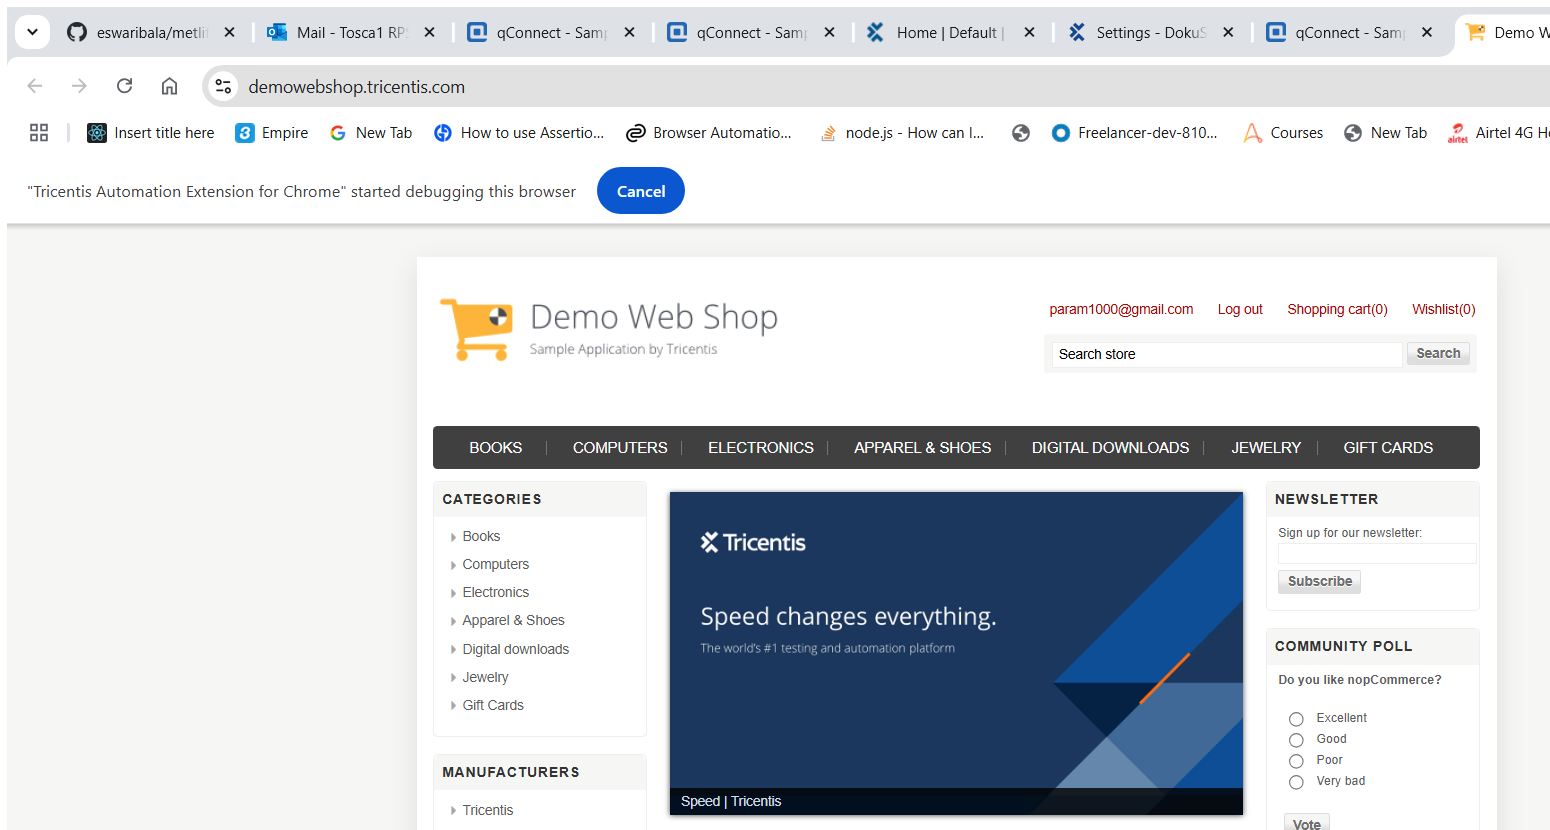 eswaribala/metli
Mail - Tosca1 RPS
qConnect - Samp
qConnect - Samp
Home | Default |
Settings - DokuS
qConnect - Samp
Demo W
demowebshop.tricentis.com
Insert title here
Empire
New Tab
How to use Assertio...
Browser Automatio...
node.js - How can I...
Freelancer-dev-810...
Courses
New Tab
airtel
Airtel 4G H
"Tricentis Automation Extension for Chrome" started debugging this browser
Cancel
Demo Web Shop
Sample Application by Tricentis
param1000@gmail.com
Log out
Shopping cart(0)
Wishlist(0)
Search store
Search
BOOKS
COMPUTERS
ELECTRONICS
APPAREL & SHOES
DIGITAL DOWNLOADS
JEWELRY
GIFT CARDS
CATEGORIES
Books
Computers
Electronics
Apparel & Shoes
Digital downloads
Jewelry
Gift Cards
MANUFACTURERS
Tricentis
Tricentis
Speed changes everything.
The world's #1 testing and automation platform
Speed | Tricentis
NEWSLETTER
Sign up for our newsletter:
Subscribe
COMMUNITY POLL
Do you like nopCommerce?
Excellent
Good
Poor
Very bad
Vote